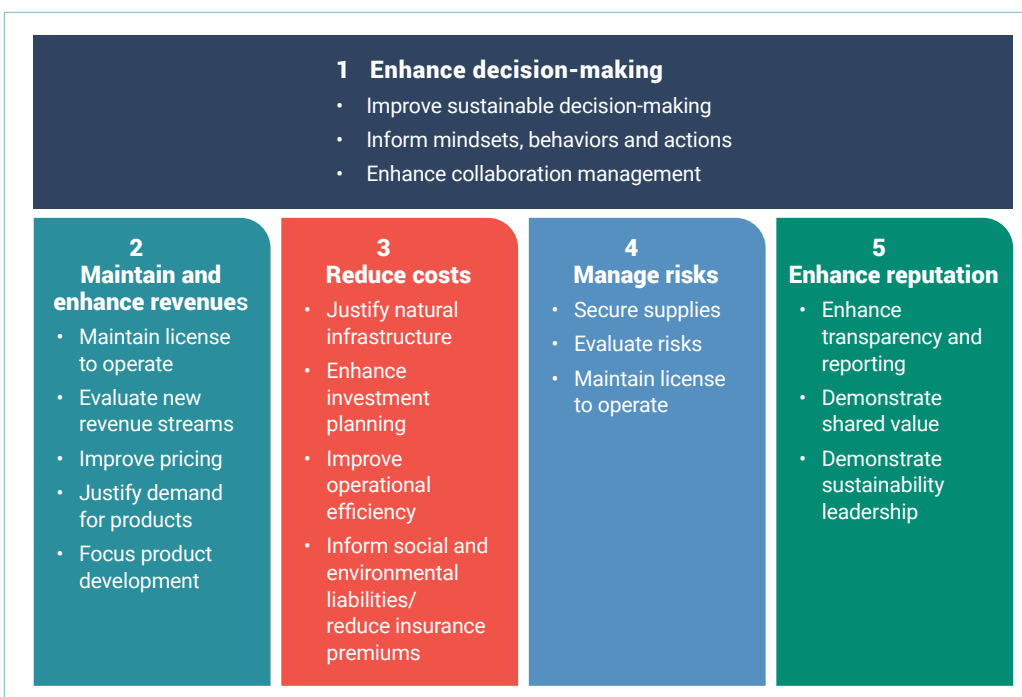 1 Enhance decision-making
• Improve sustainable decision-making
• Inform mindsets, behaviors and actions
• Enhance collaboration management
2
Maintain and
enhance revenues
• Maintain license
to operate
• Evaluate new
revenue streams
• Improve pricing
• Justify demand
for products
• Focus product
development
3
Reduce costs
• Justify natural
infrastructure
• Enhance
investment
planning
• Improve
operational
efficiency
• Inform social and
environmental
liabilities/
reduce insurance
premiums
4
Manage risks
• Secure supplies
• Evaluate risks
• Maintain license
to operate
5
Enhance reputation
• Enhance
transparency and
reporting
• Demonstrate
shared value
• Demonstrate
sustainability
leadership